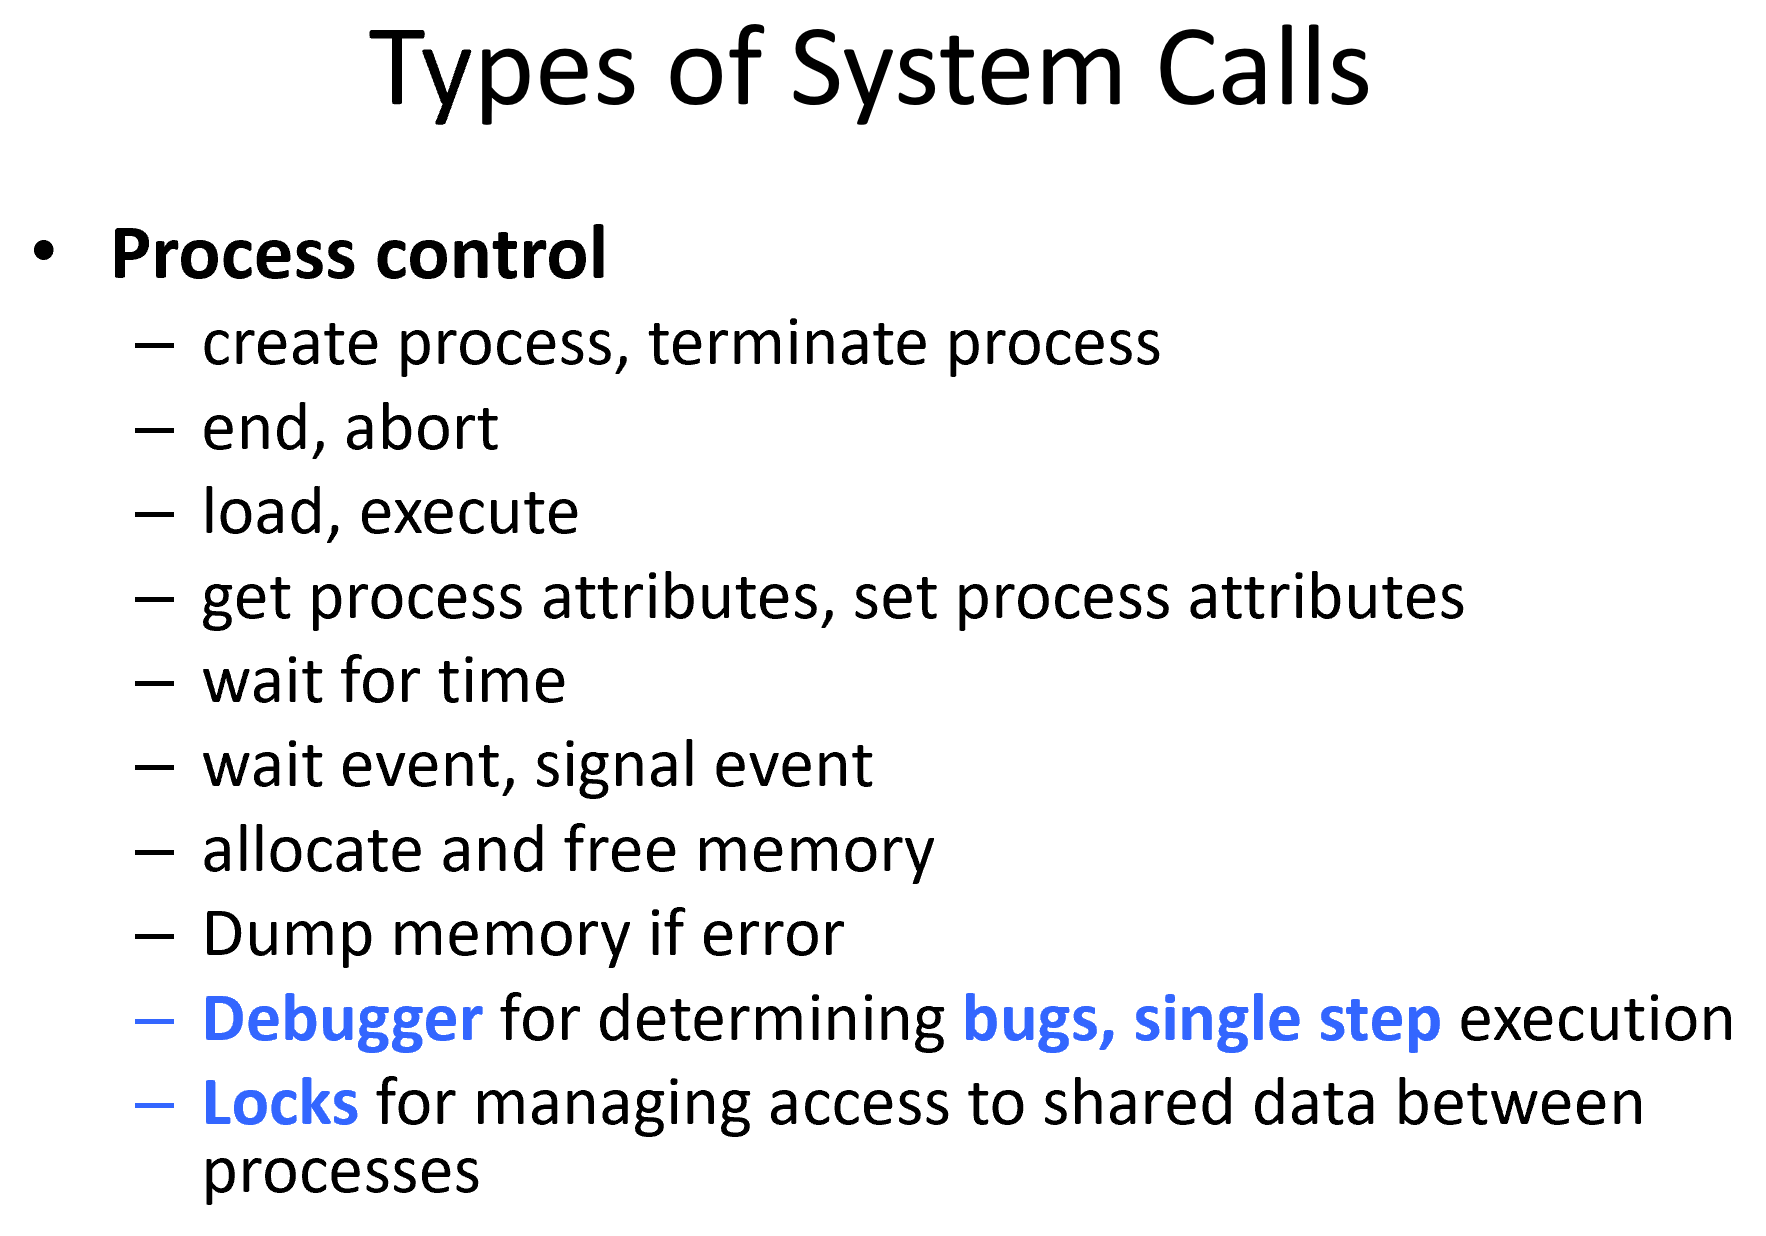 Types of System Calls
• Process control
– create process, terminate process
– end, abort
– load, execute
– get process attributes, set process attributes
– wait for time
– wait event, signal event
– allocate and free memory
– Dump memory if error
– Debugger for determining bugs, single step execution
– Locks for managing access to shared data between
processes